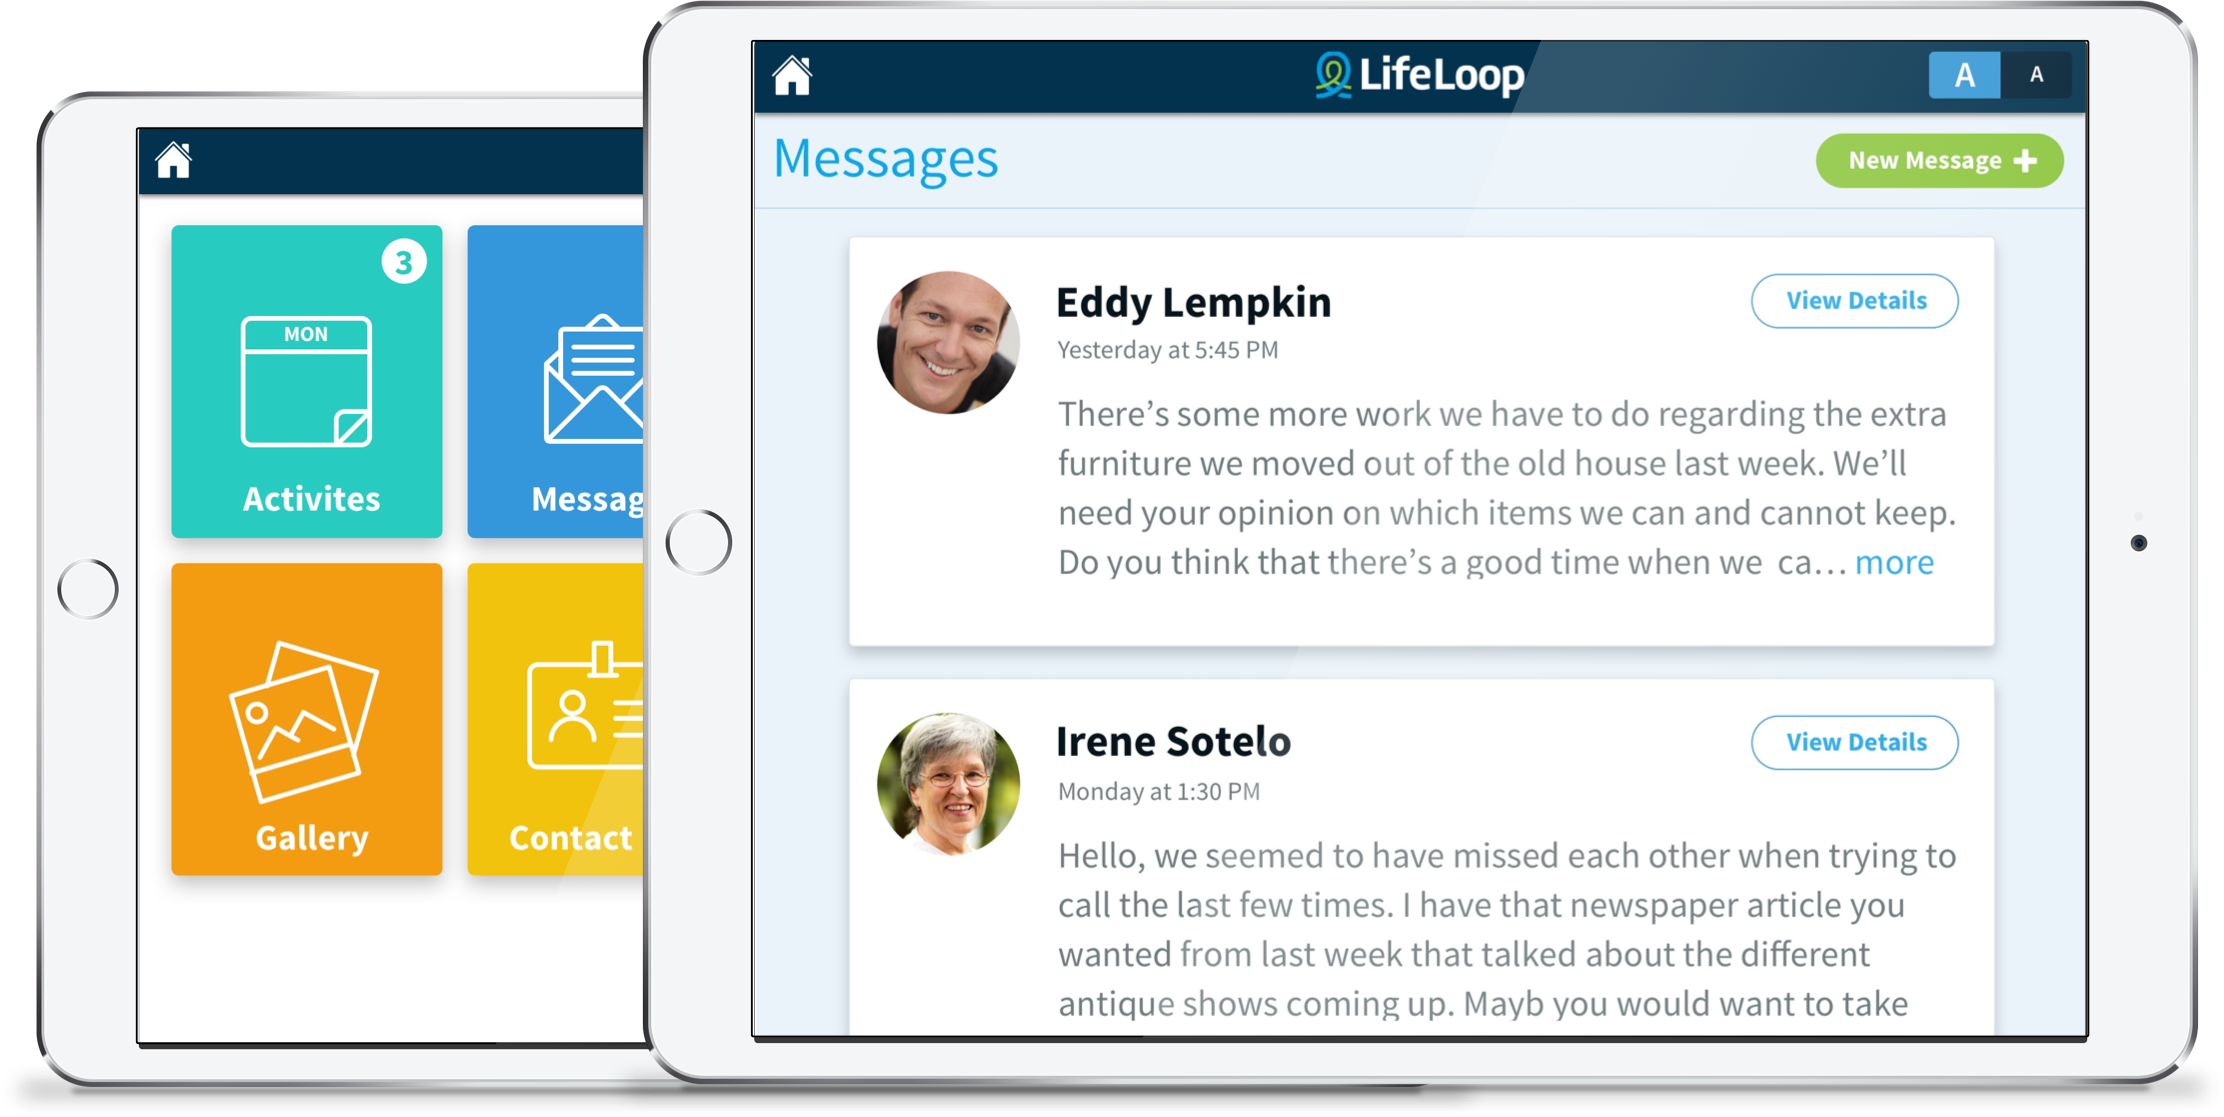 3
MON
Activites
Messag
Gallery
Contact
LifeLoop
A A
Messages
New Message +
Eddy Lempkin
View Details
Yesterday at 5:45 PM
There’s some more work we have to do regarding the extra
furniture we moved out of the old house last week. We’ll
need your opinion on which items we can and cannot keep.
Do you think that there’s a good time when we ca... more
Irene Sotelo
View Details
Monday at 1:30 PM
Hello, we seemed to have missed each other when trying to
call the last few times. I have that newspaper article you
wanted from last week that talked about the different
antique shows coming up. Mayb you would want to take